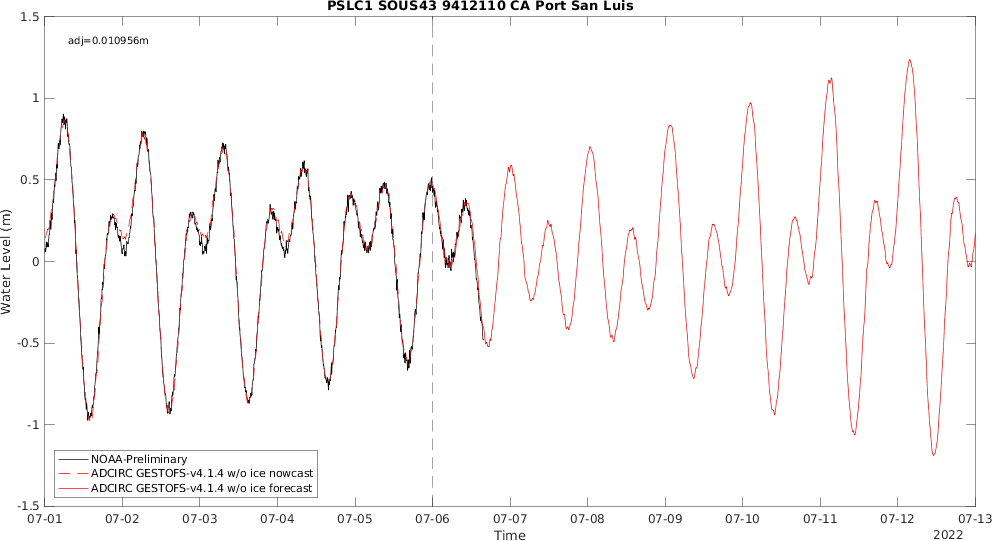 PSLC1 SOUS43 9412110 CA Port San Luis
adj=0.010956m
1.5
1
0.5
0
-0.5
-1
-1.5
Water Level (m)
NOAA-Preliminary
ADCIRC GESTOFS-v4.1.4 w/o ice nowcast
ADCIRC GESTOFS-v4.1.4 w/o ice forecast
07-01 07-02 07-03 07-04 07-05 07-06 07-07 07-08 07-09 07-10 07-11 07-12 07-13
Time
2022